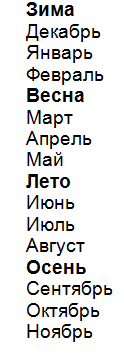 Зима
Декабрь
Январь
Февраль
Весна
Март
Апрель
Май
Лето
Июнь
Июль
Август
Осень
Сентябрь
Октябрь
Ноябрь